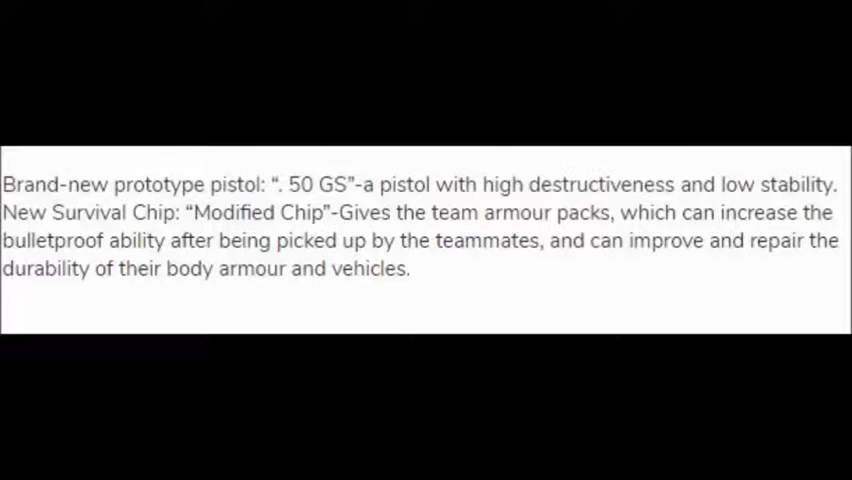 Brand-new prototype pistol: “. 50 GS”-a pistol with high destructiveness and low stability.
New Survival Chip: “Modified Chip”-Gives the team armour packs, which can increase the
bulletproof ability after being picked up by the teammates, and can improve and repair the
durability of their body armour and vehicles.